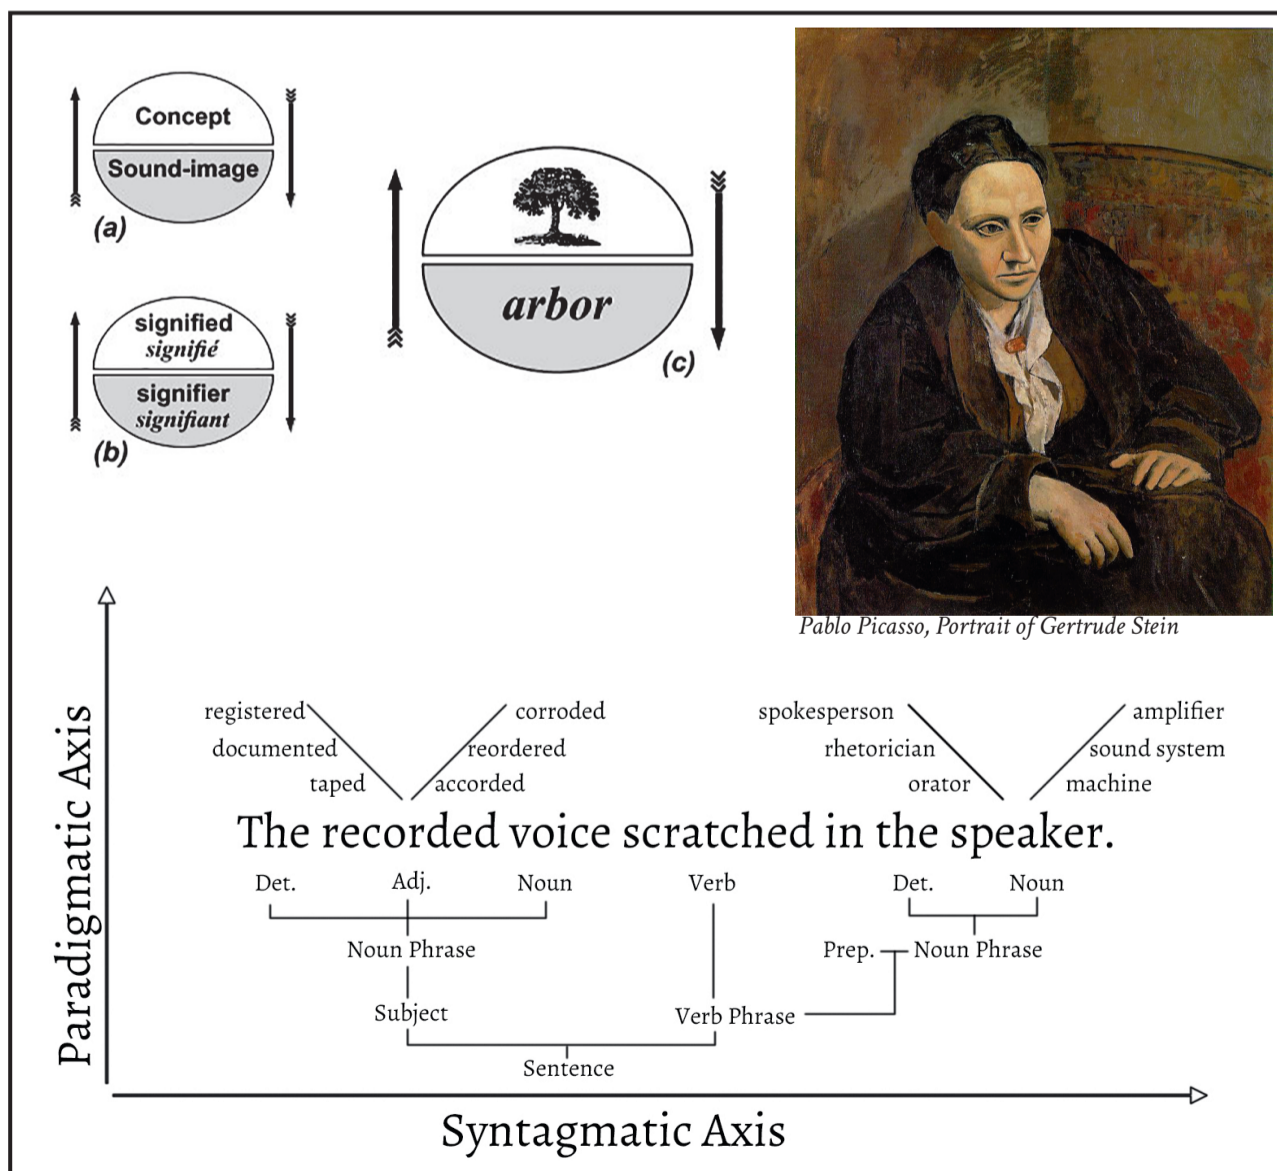 Concept
Sound-image
(a)
signified
signifié
signifier
signifiant
(b)
arbor
(c)
Pablo Picasso, Portrait of Gertrude Stein
Paradigmatic Axis
registered
documented
taped
corroded
reordered
accorded
spokesperson
rhetorician
orator
amplifier
sound system
machine
The recorded voice scratched in the speaker.
Det. Adj. Noun Verb Det. Noun
Noun Phrase Prep. Noun Phrase
Subject Verb Phrase
Sentence
Syntagmatic Axis